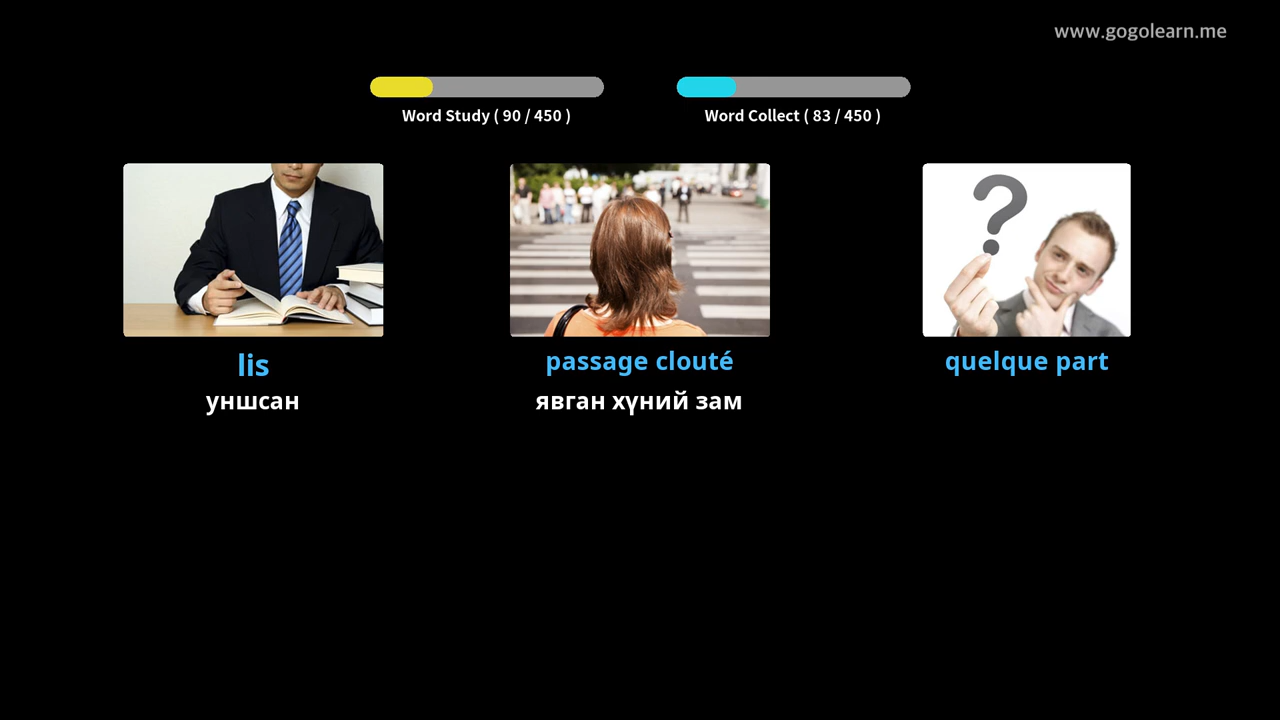 www.gogolearn.me
Word Study ( 90 / 450 )
Word Collect ( 83 / 450 )
lis
уншсан
passage clouté
явган хүний зам
quelque part